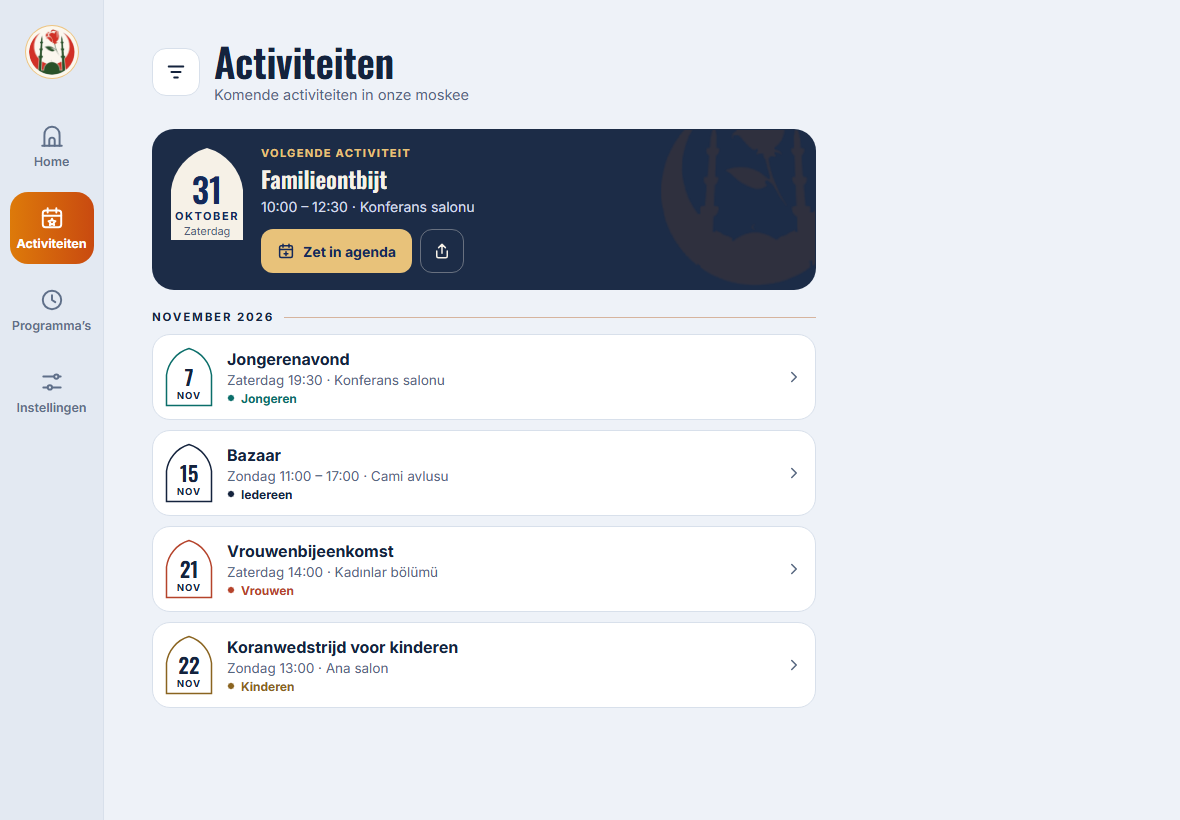 Home
Activiteiten
Programma's
Instellingen
Activiteiten
Komende activiteiten in onze moskee
31
OKTOBER
Zaterdag
VOLGENDE ACTIVITEIT
Familieontbijt
10:00 – 12:30 · Konferans salonu
Zet in agenda
NOVEMBER 2026
7
NOV
Jongerenavond
Zaterdag 19:30 · Konferans salonu
Jongeren
15
NOV
Bazaar
Zondag 11:00 – 17:00 · Cami avlusu
Iedereen
21
NOV
Vrouwenbijeenkomst
Zaterdag 14:00 · Kadınlar bölümü
Vrouwen
22
NOV
Koranwedstrijd voor kinderen
Zondag 13:00 · Ana salon
Kinderen